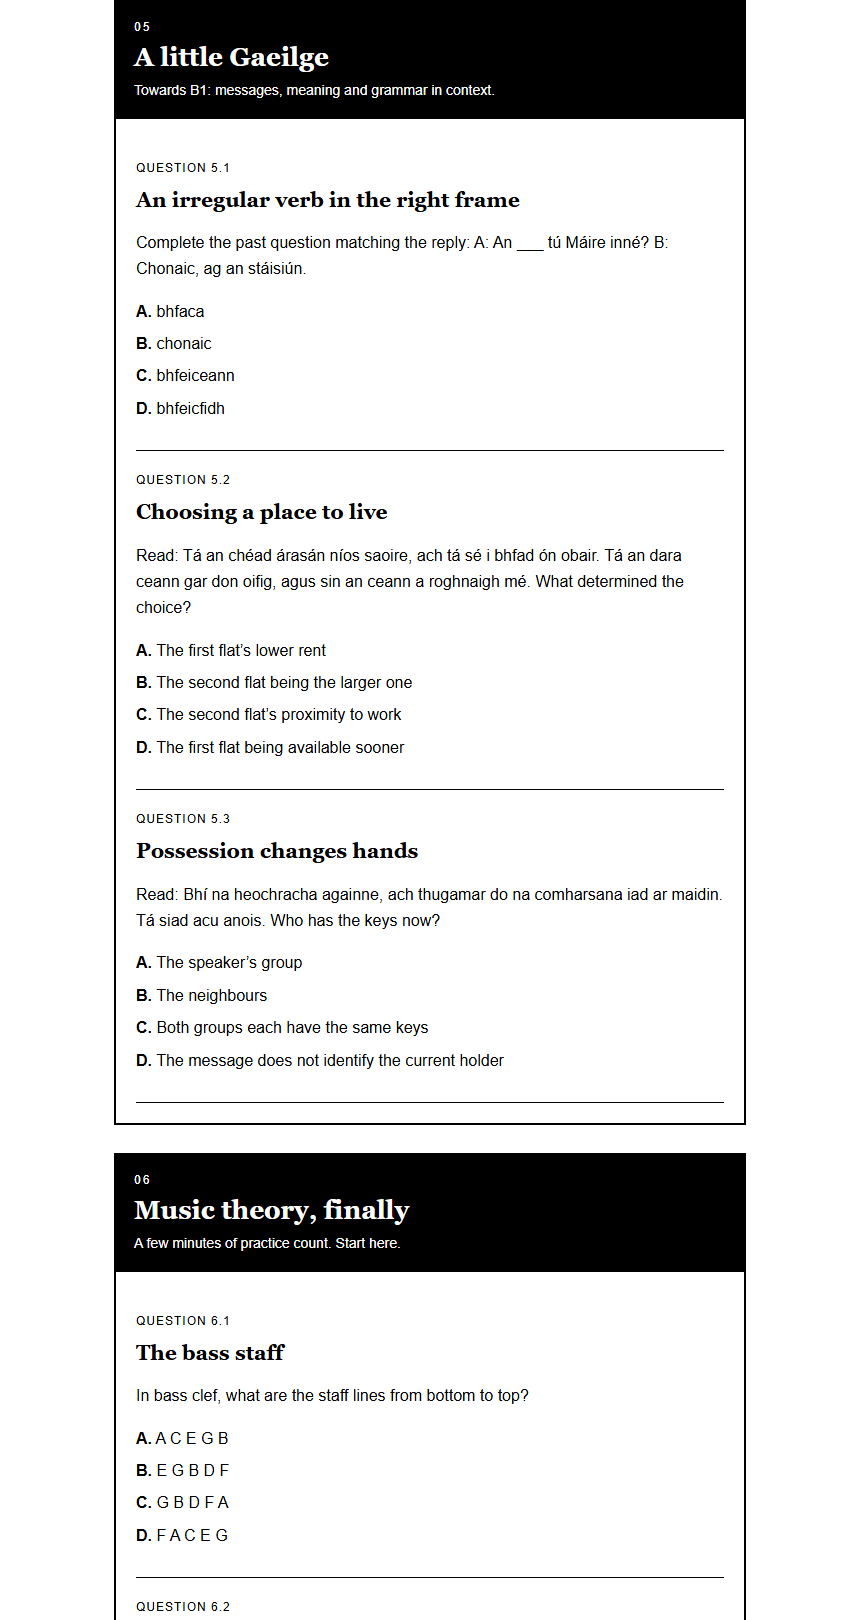 05
A little Gaeilge
Towards B1: messages, meaning and grammar in context.
QUESTION 5.1
An irregular verb in the right frame
Complete the past question matching the reply: A: An ___ tú Máire inné? B:
Chonaic, ag an stáisiún.
A. bhfaca
B. chonaic
C. bhfeiceann
D. bhfeicfidh
QUESTION 5.2
Choosing a place to live
Read: Tá an chéad árasán níos saoire, ach tá sé i bhfad ón obair. Tá an dara
ceann gar don oifig, agus sin an ceann a roghnaigh mé. What determined the
choice?
A. The first flat’s lower rent
B. The second flat being the larger one
C. The second flat’s proximity to work
D. The first flat being available sooner
QUESTION 5.3
Possession changes hands
Read: Bhí na heochracha againne, ach thugamar do na comharsana iad ar maidin.
Tá siad acu anois. Who has the keys now?
A. The speaker’s group
B. The neighbours
C. Both groups each have the same keys
D. The message does not identify the current holder
06
Music theory, finally
A few minutes of practice count. Start here.
QUESTION 6.1
The bass staff
In bass clef, what are the staff lines from bottom to top?
A. A C E G B
B. E G B D F
C. G B D F A
D. F A C E G
QUESTION 6.2